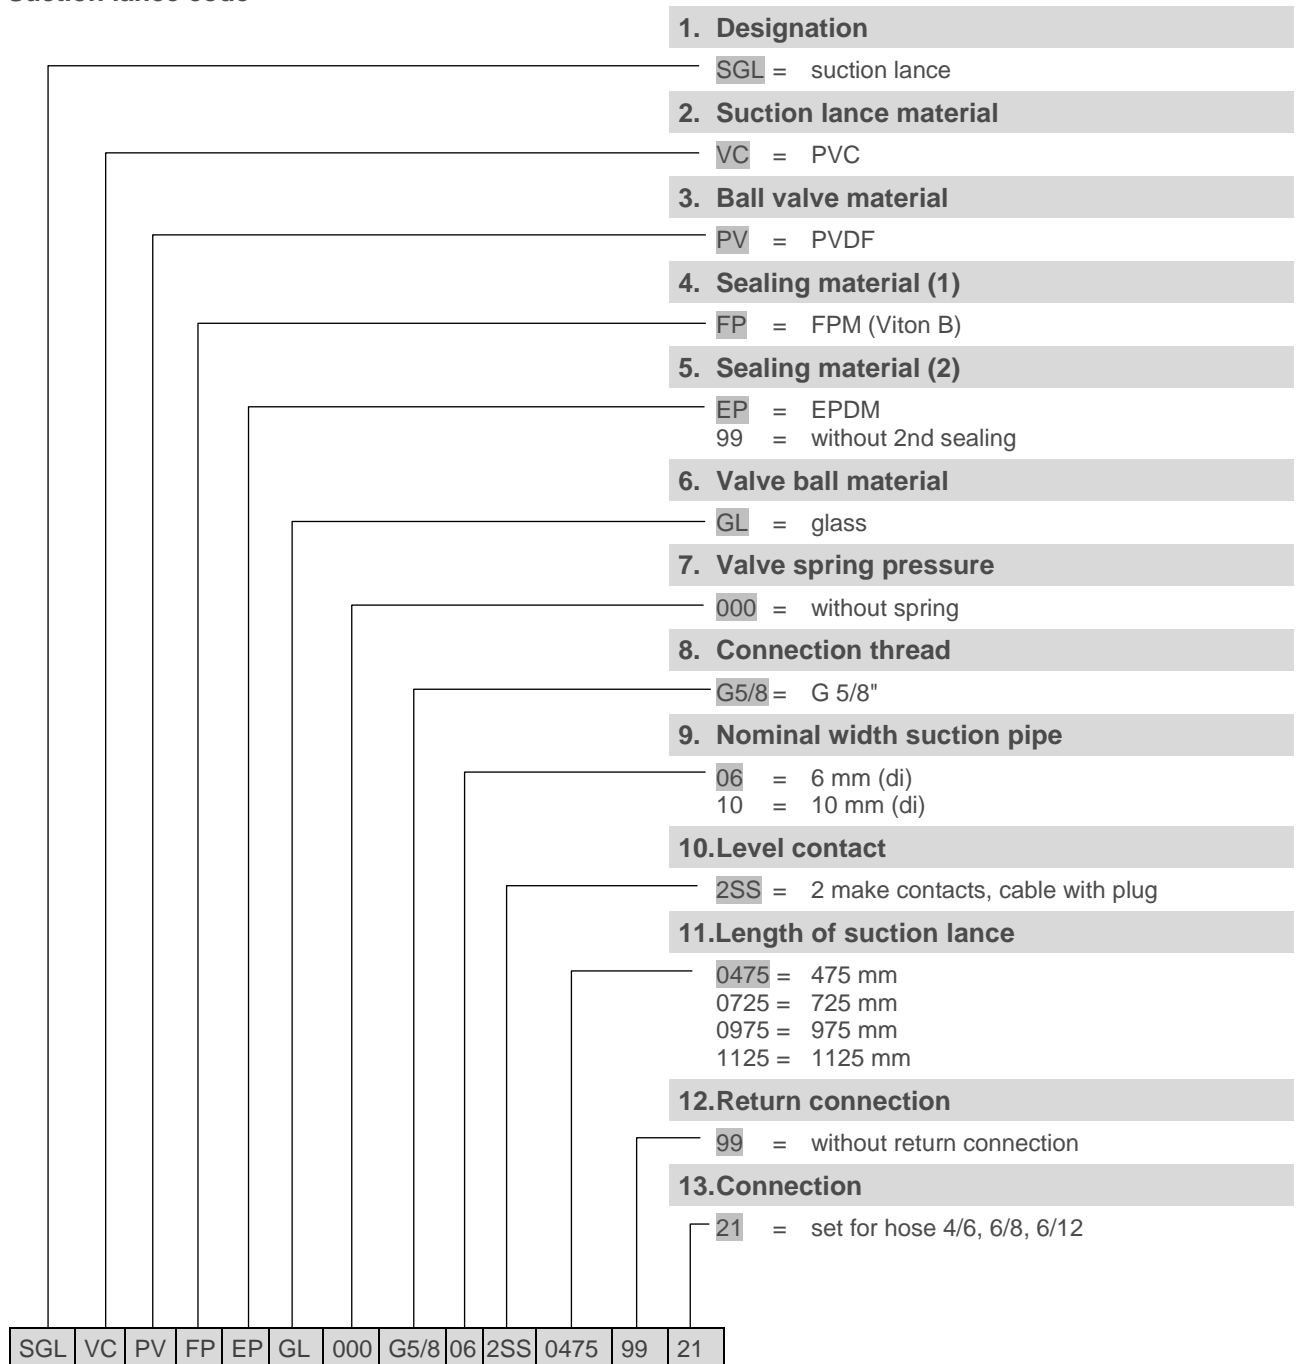 Suction lance code
1. Designation
SGL = suction lance
2. Suction lance material
VC = PVC
3. Ball valve material
PV = PVDF
4. Sealing material (1)
FP = FPM (Viton B)
5. Sealing material (2)
EP = EPDM
99 = without 2nd sealing
6. Valve ball material
GL = glass
7. Valve spring pressure
000 = without spring
8. Connection thread
G5/8 = G 5/8"
9. Nominal width suction pipe
06 = 6 mm (di)
10 = 10 mm (di)
10.Level contact
2SS = 2 make contacts, cable with plug
11.Length of suction lance
0475 = 475 mm
0725 = 725 mm
0975 = 975 mm
1125 = 1125 mm
12.Return connection
99 = without return connection
13.Connection
21 = set for hose 4/6, 6/8, 6/12
SGL VC PV FP EP GL 000 G5/8 06 2SS 0475 99 21